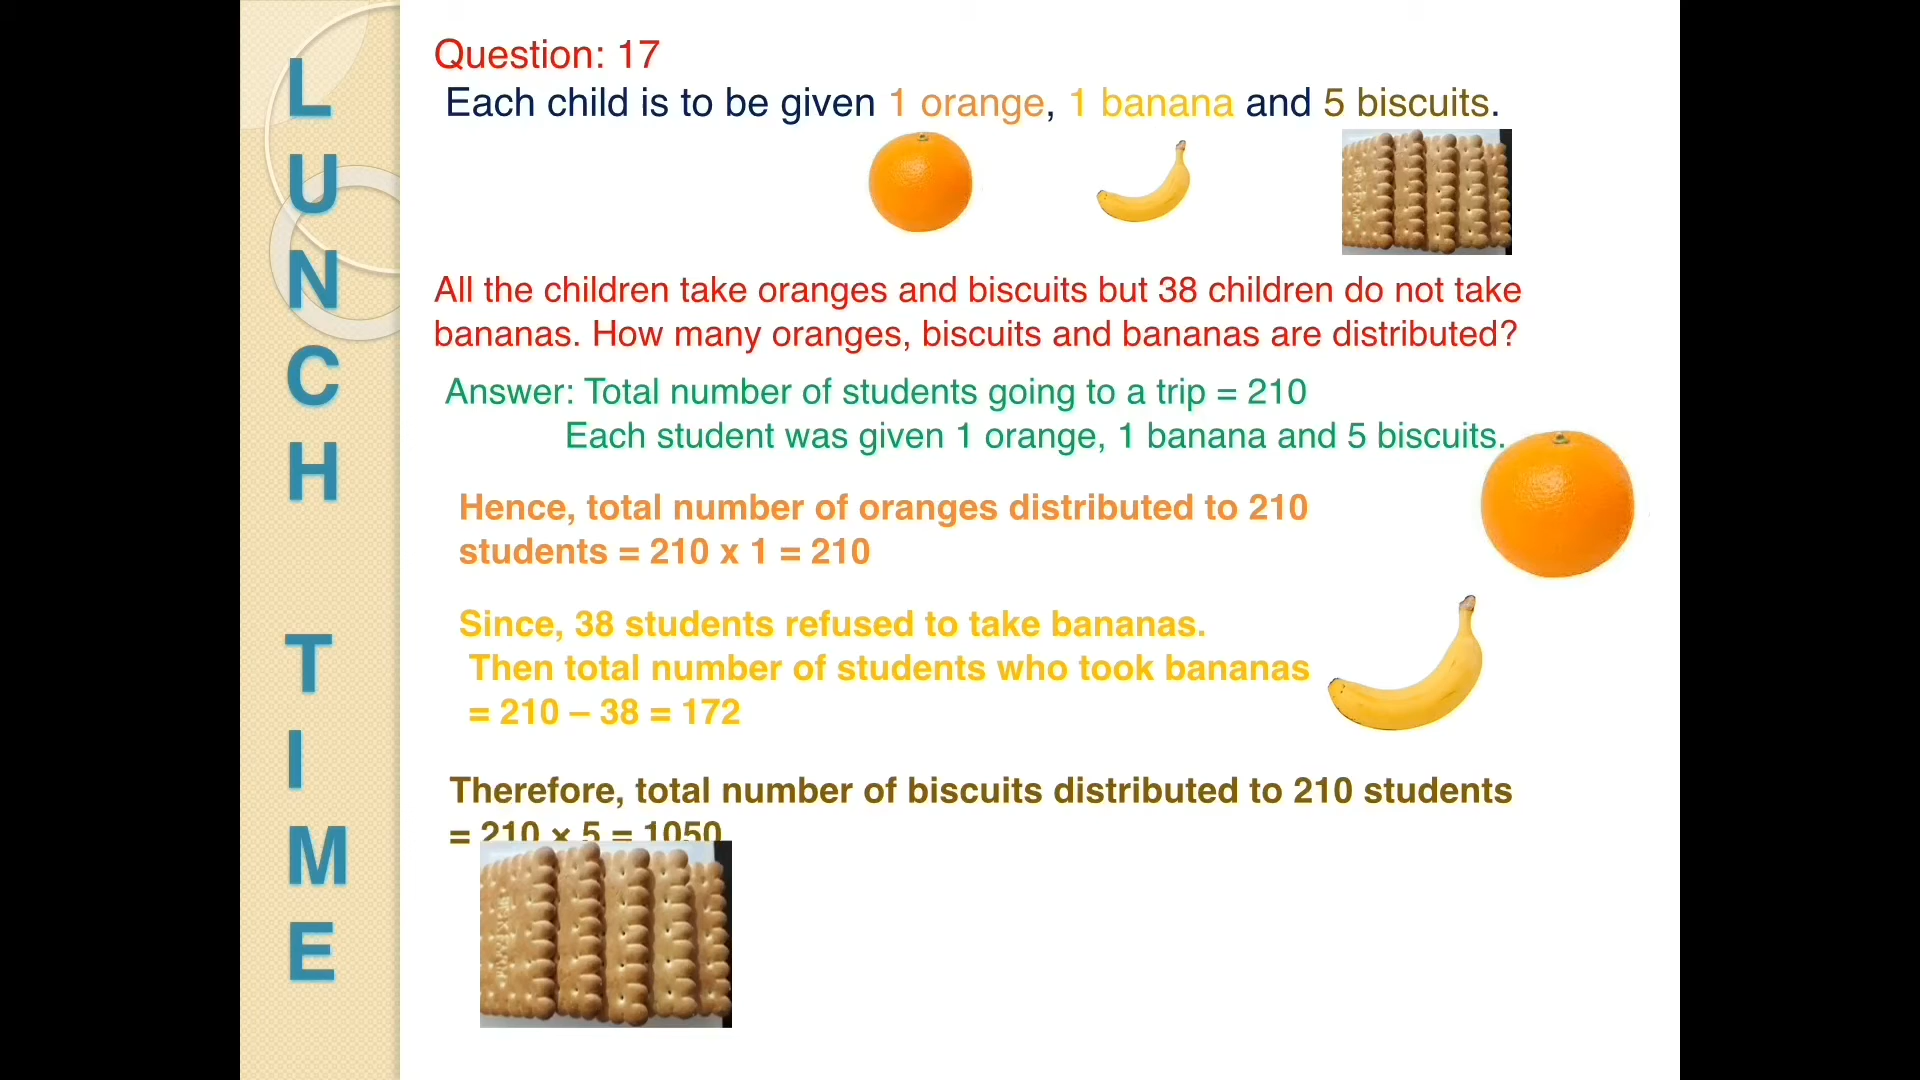 LUNCH TIME
Question: 17
Each child is to be given 1 orange, 1 banana and 5 biscuits.
All the children take oranges and biscuits but 38 children do not take
bananas. How many oranges, biscuits and bananas are distributed?
Answer: Total number of students going to a trip = 210
Each student was given 1 orange, 1 banana and 5 biscuits.
Hence, total number of oranges distributed to 210
students = 210 x 1 = 210
Since, 38 students refused to take bananas.
Then total number of students who took bananas
= 210 – 38 = 172
Therefore, total number of biscuits distributed to 210 students
= 210 × 5 = 1050